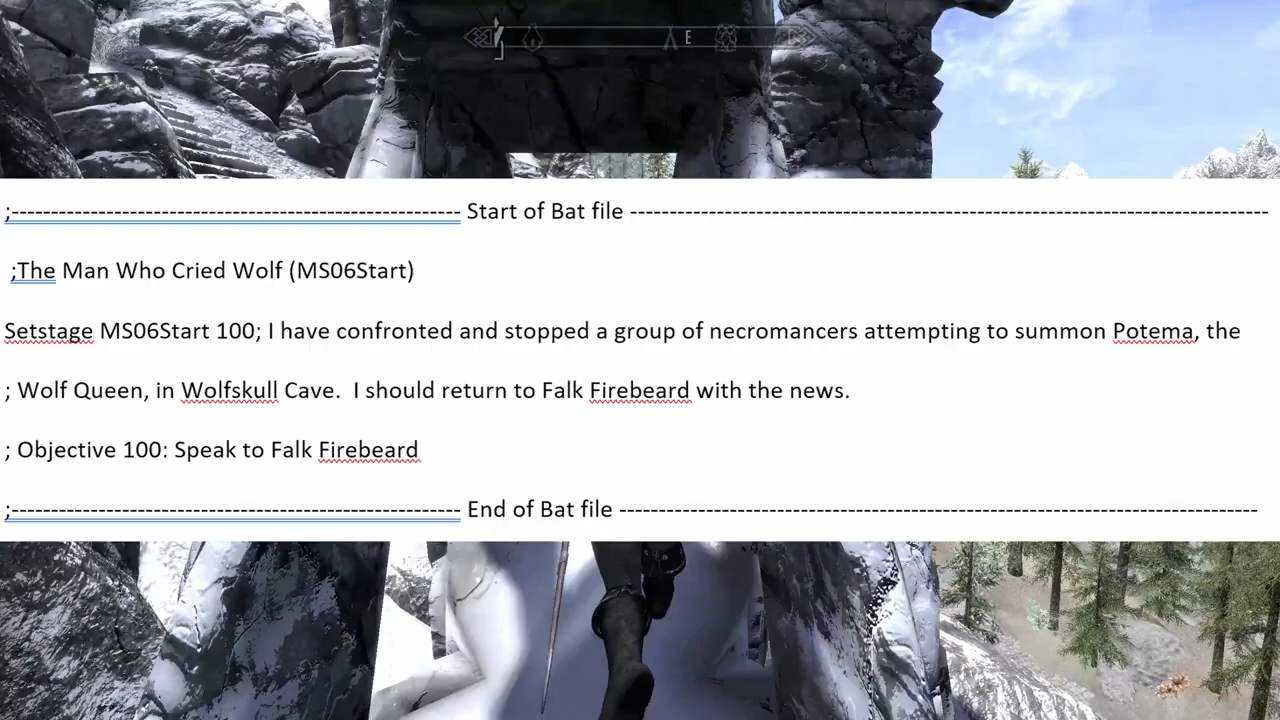 E
;--------------------------------------------------------- Start of Bat file ---------------------------------------------------------------------------------
;The Man Who Cried Wolf (MS06Start)
Setstage MS06Start 100; I have confronted and stopped a group of necromancers attempting to summon Potema, the
; Wolf Queen, in Wolfskull Cave.  I should return to Falk Firebeard with the news.
; Objective 100: Speak to Falk Firebeard
;--------------------------------------------------------- End of Bat file ---------------------------------------------------------------------------------